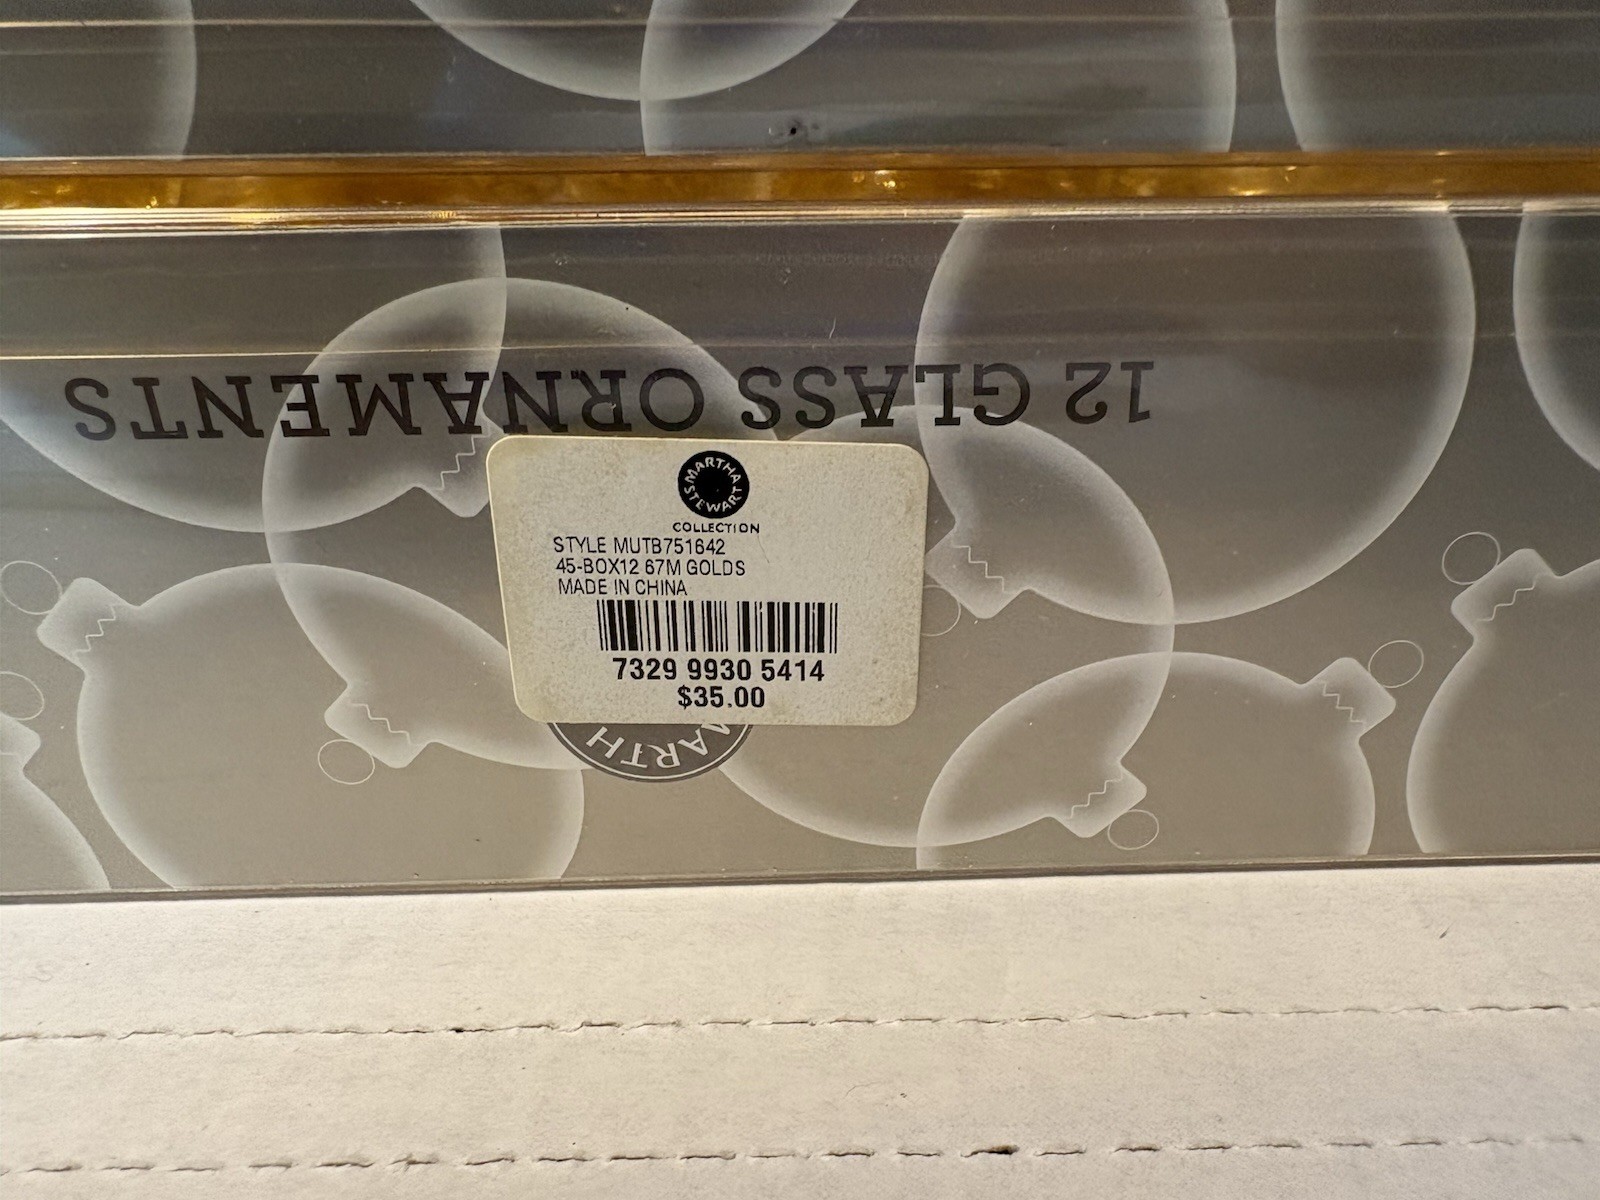 12 GLASS ORNAMENTS
MARTHA
STEWART
COLLECTION
STYLE MUTB751642
45-BOX12 67M GOLDS
MADE IN CHINA
7329 9930 5414
$35.00
MARTH